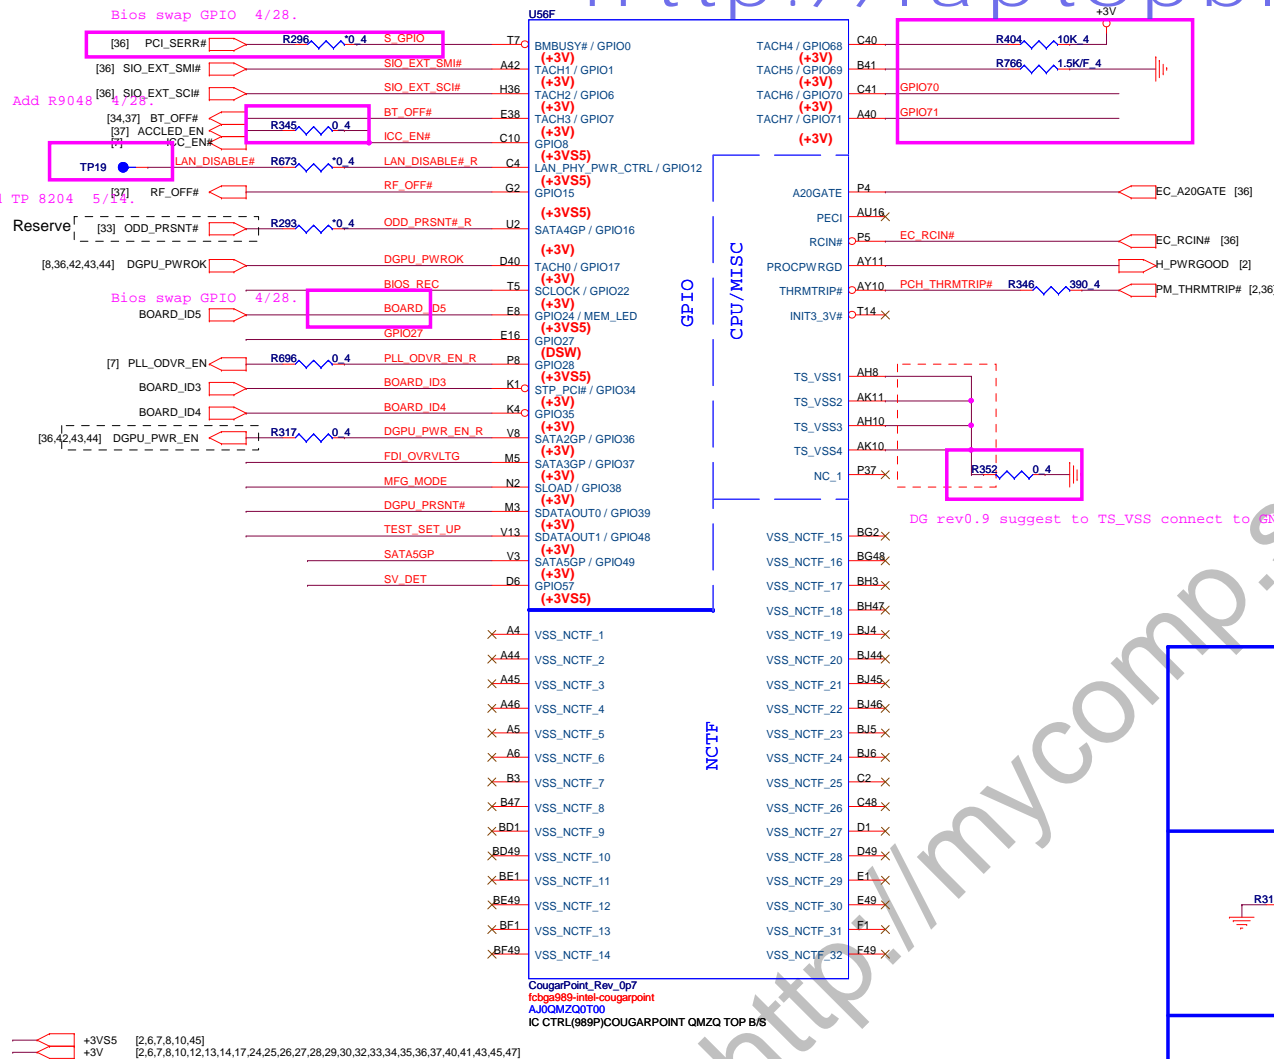 http://laptopb
Bios swap GPIO 4/28.
U56F
+3V
[36] PCI_SERR# R296 *0_4 S_GPIO T7 BMBUSY# / GPIO0 TACH4 / GPIO68 C40 R404 10K_4
(+3V) (+3V)
[36] SIO_EXT_SMI# SIO_EXT_SMI# A42 TACH1 / GPIO1 TACH5 / GPIO69 B41 R766 1.5K/F_4
(+3V) (+3V)
[36] SIO_EXT_SCI# SIO_EXT_SCI# H36 TACH2 / GPIO6 TACH6 / GPIO70 C41 GPIO70
Add R9048 4/28.
(+3V) (+3V)
[34,37] BT_OFF# BT_OFF# E38 TACH3 / GPIO7 TACH7 / GPIO71 A40 GPIO71
[37] ACCLED_EN R345 0_4
(+3V) (+3V)
[7] ICC_EN# ICC_EN# C10 GPIO8
(+3VS5)
TP19 LAN_DISABLE# R673 *0_4 LAN_DISABLE#_R C4 LAN_PHY_PWR_CTRL / GPIO12
(+3VS5)
[37] RF_OFF# RF_OFF# G2 GPIO15 A20GATE P4 EC_A20GATE [36]
TP 8204 5/14.
(+3VS5)
PECI AU16
Reserve [33] ODD_PRSNT# R293 *0_4 ODD_PRSNT#_R U2 SATA4GP / GPIO16
RCIN# P5 EC_RCIN# EC_RCIN# [36]
(+3V)
[8,36,42,43,44] DGPU_PWROK DGPU_PWROK D40 TACH0 / GPIO17 PROCPWRGD AY11 H_PWRGOOD [2]
(+3V)
BIOS_REC T5 SCLOCK / GPIO22 THRMTRIP# AY10 PCH_THRMTRIP# R346 390_4 PM_THRMTRIP# [2,36]
Bios swap GPIO 4/28.
(+3V)
BOARD_ID5 BOARD_ID5 E8 GPIO24 / MEM_LED INIT3_3V# T14
(+3VS5)
GPIO27 E16 GPIO27
(DSW)
[7] PLL_ODVR_EN R696 0_4 PLL_ODVR_EN_R P8 GPIO28
(+3VS5)
TS_VSS1 AH8
BOARD_ID3 BOARD_ID3 K1 STP_PCI# / GPIO34
(+3V)
TS_VSS2 AK11
BOARD_ID4 BOARD_ID4 K4 GPIO35
(+3V)
TS_VSS3 AH10
[36,42,43,44] DGPU_PWR_EN R317 0_4 DGPU_PWR_EN_R V8 SATA2GP / GPIO36
(+3V)
TS_VSS4 AK10
FDI_OVRVLTG M5 SATA3GP / GPIO37
(+3V)
NC_1 P37 R352 0_4
MFG_MODE N2 SLOAD / GPIO38
(+3V)
DGPU_PRSNT# M3 SDATAOUT0 / GPIO39
(+3V)
DG rev0.9 suggest to TS_VSS connect to GN
TEST_SET_UP V13 SDATAOUT1 / GPIO48
(+3V)
SATA5GP V3 SATA5GP / GPIO49
(+3V)
SV_DET D6 GPIO57
(+3VS5)
GPIO
CPU/MISC
NCTF
VSS_NCTF_15 BG2
VSS_NCTF_16 BG48
VSS_NCTF_17 BH3
VSS_NCTF_18 BH47
A4 VSS_NCTF_1 VSS_NCTF_19 BJ4
A44 VSS_NCTF_2 VSS_NCTF_20 BJ44
A45 VSS_NCTF_3 VSS_NCTF_21 BJ45
A46 VSS_NCTF_4 VSS_NCTF_22 BJ46
A5 VSS_NCTF_5 VSS_NCTF_23 BJ5
A6 VSS_NCTF_6 VSS_NCTF_24 BJ6
B3 VSS_NCTF_7 VSS_NCTF_25 C2
B47 VSS_NCTF_8 VSS_NCTF_26 C48
BD1 VSS_NCTF_9 VSS_NCTF_27 D1
BD49 VSS_NCTF_10 VSS_NCTF_28 D49
BE1 VSS_NCTF_11 VSS_NCTF_29 E1
BE49 VSS_NCTF_12 VSS_NCTF_30 E49
BF1 VSS_NCTF_13 VSS_NCTF_31 F1
BF49 VSS_NCTF_14 VSS_NCTF_32 F49
R31
http://mycomp.s
CougarPoint_Rev_0p7
fcbga989-intel-cougarpoint
AJ0QMZQ0T00
IC CTRL(989P)COUGARPOINT QMZQ TOP B/S
+3VS5 [2,6,7,8,10,45]
+3V [2,6,7,8,10,12,13,14,17,24,25,26,27,28,29,30,32,33,34,35,36,37,40,41,43,45,47]